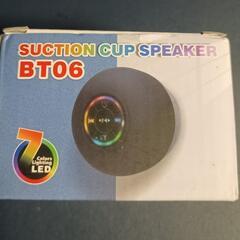 SUCTION CUP SPEAKER
BT06
7
Colors
Lighting
LED